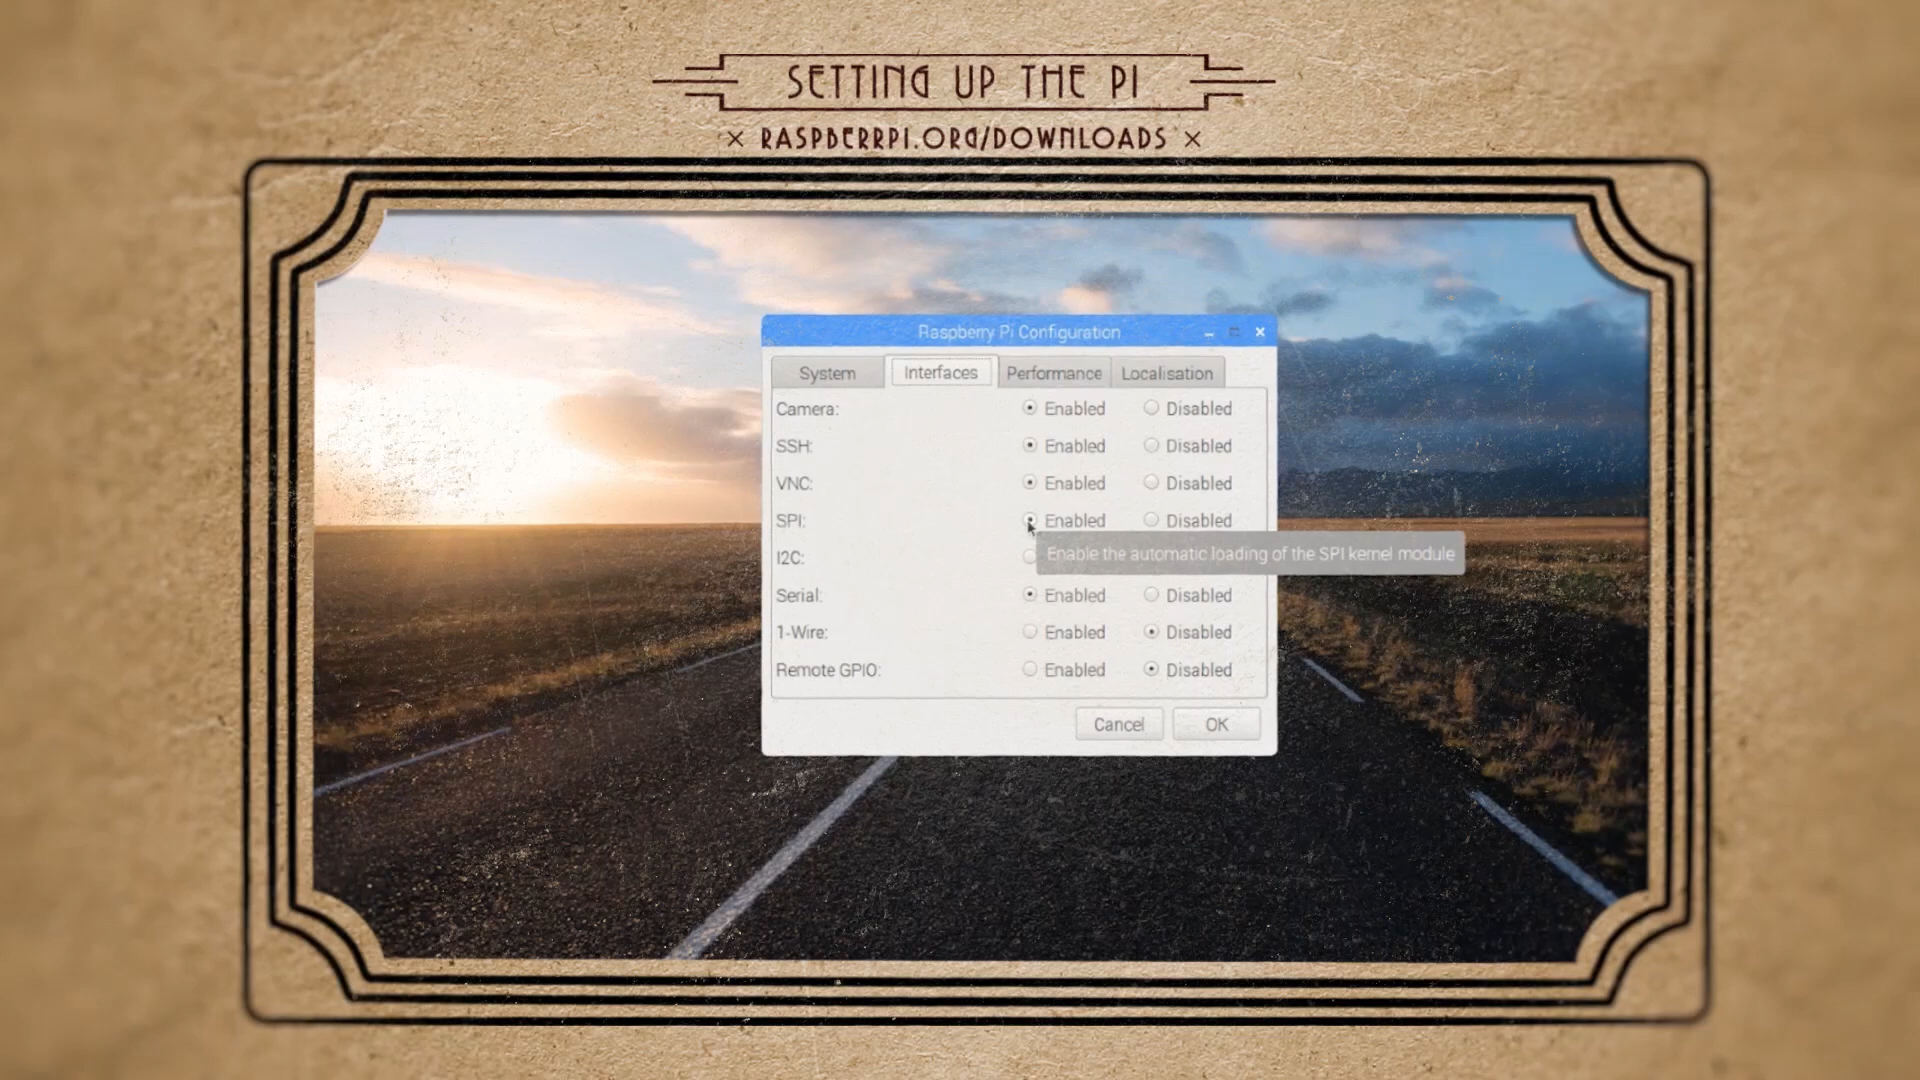 SETTING UP THE PI
× RASPBERRPI.ORG/DOWNLOADS ×
Raspberry Pi Configuration
System Interfaces Performance Localisation
Camera: Enabled Disabled
SSH: Enabled Disabled
VNC: Enabled Disabled
SPI: Enabled Disabled
I2C: Enable the automatic loading of the SPI kernel module
Serial: Enabled Disabled
1-Wire: Enabled Disabled
Remote GPIO: Enabled Disabled
Cancel OK